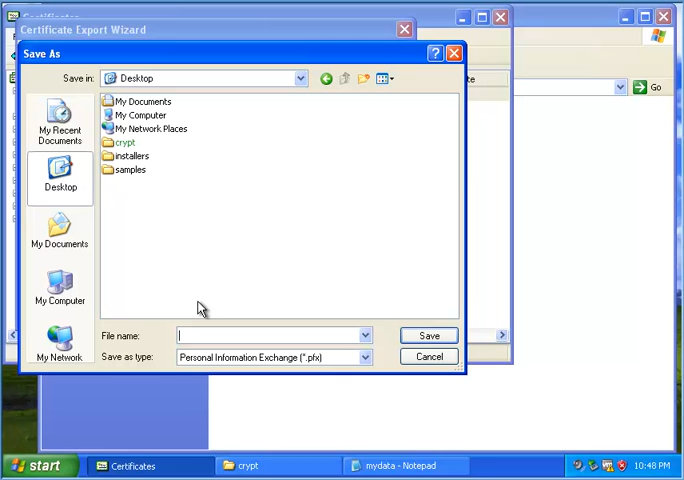 Certificates
Certificate Export Wizard
Save As
Save in:
Desktop
Go
My Recent
Documents
Desktop
My Documents
My Computer
My Network
My Documents
My Computer
My Network Places
crypt
installers
samples
File name:
Save
Save as type:
Personal Information Exchange (*.pfx)
Cancel
start
Certificates
crypt
mydata - Notepad
10:48 PM